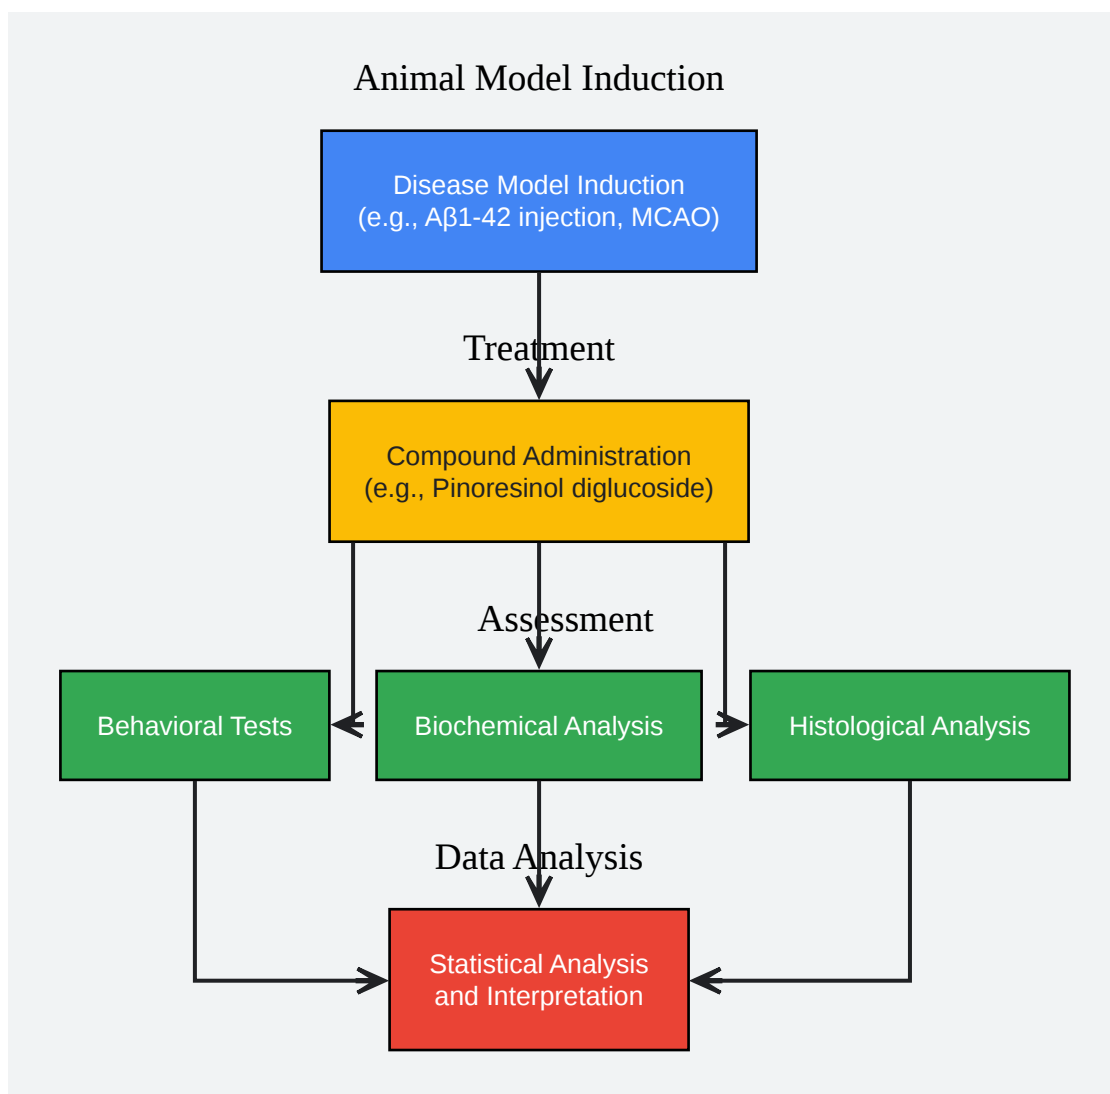 Animal Model Induction
Disease Model Induction
(e.g., Aβ1-42 injection, MCAO)
Treatment
Compound Administration
(e.g., Pinoresinol diglucoside)
Assessment
Behavioral Tests
Biochemical Analysis
Histological Analysis
Data Analysis
Statistical Analysis
and Interpretation